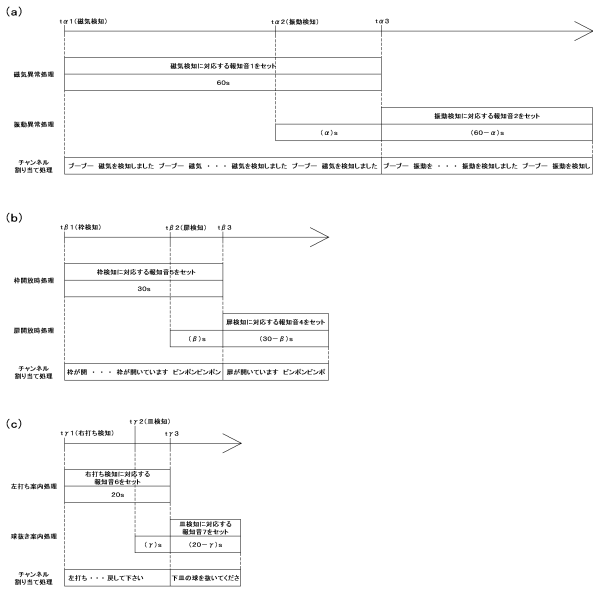 (a)
tα1(磁気検知)
tα2(振動検知)
tα3
磁気異常処理
磁気検知に対応する報知音1をセット
60s
振動異常処理
振動検知に対応する報知音2をセット
(α)s
(60-α)s
チャンネル
割り当て処理
ブーブー 磁気を検知しました ブーブー 磁気 ・・・ 磁気を検知しました ブーブー 磁気を検知しました
ブーブー 振動を ・・・ 振動を検知しました ブーブー 振動を検知し
(b)
tβ1(枠検知)
tβ2(扉検知)
tβ3
枠開放時処理
枠検知に対応する報知音5をセット
30s
扉開放時処理
扉検知に対応する報知音4をセット
(β)s
(30-β)s
チャンネル
割り当て処理
枠が開 ・・・ 枠が開いています ピンポンピンポン
扉が開いています ピンポンピンポ
(c)
tγ2(皿検知)
tγ1(右打ち検知)
tγ3
左打ち案内処理
右打ち検知に対応する
報知音6をセット
20s
球抜き案内処理
皿検知に対応する
報知音7をセット
(γ)s
(20-γ)s
チャンネル
割り当て処理
左打ち・・・戻して下さい
下皿の球を抜いてくださ